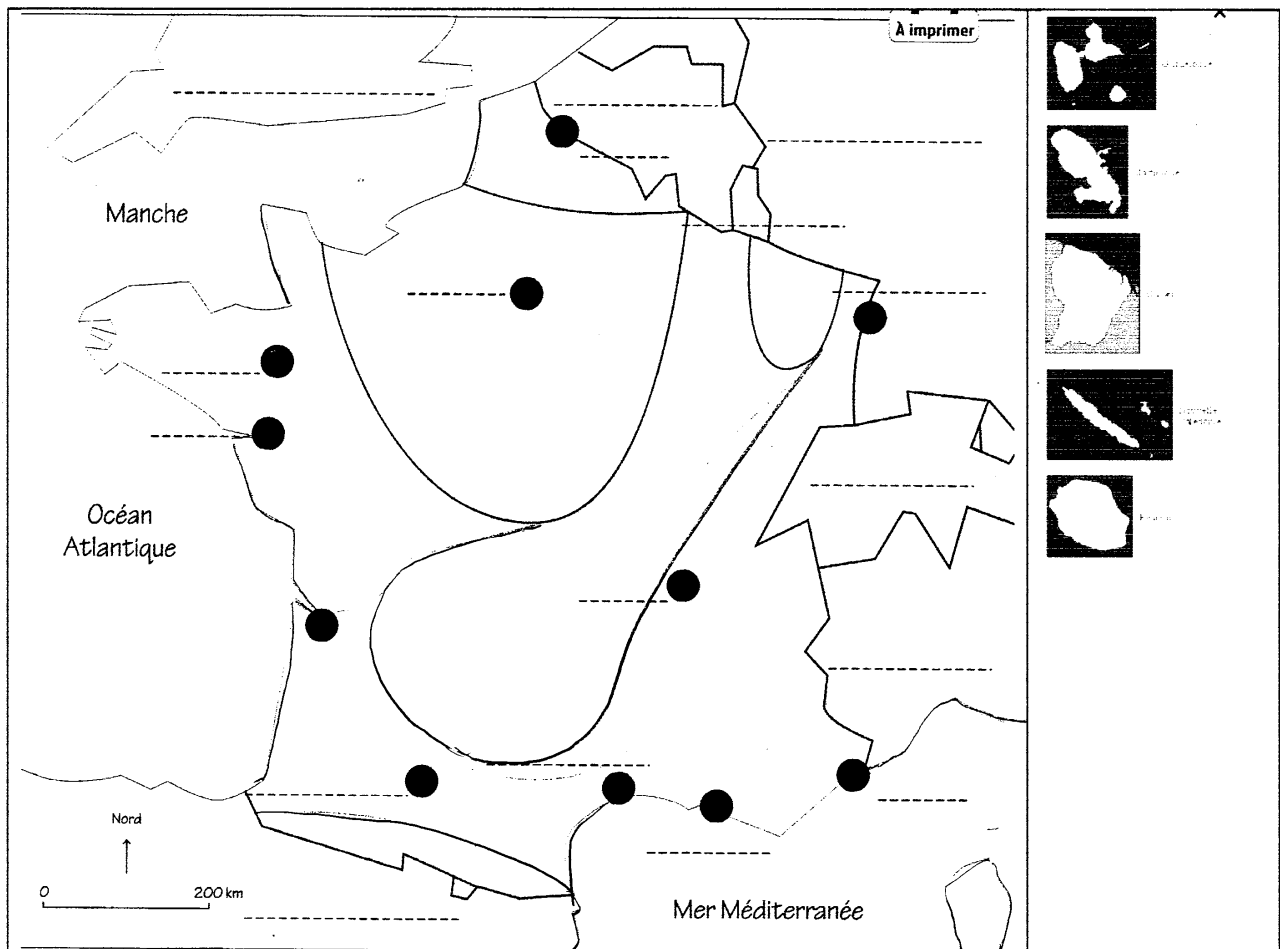 À imprimer
Manche
Océan
Atlantique
Nord
0 200 km
Mer Méditerranée